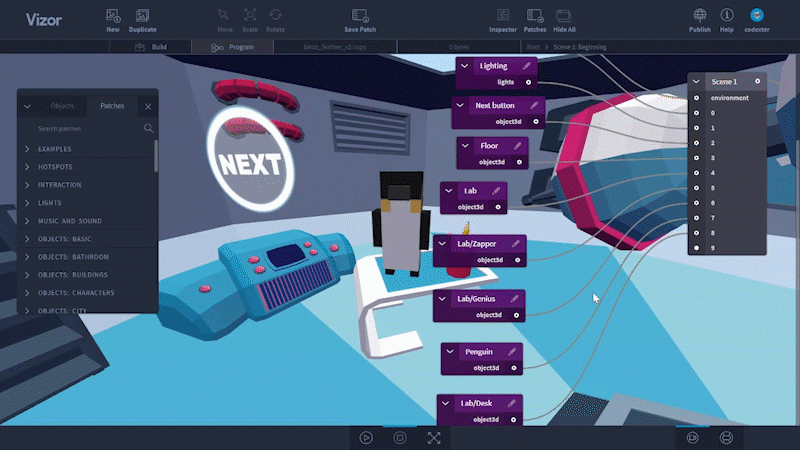 Vizor
New
Duplicate
Move
Scale
Rotate
Save Patch
Inspector
Patches
Hide All
Publish
Help
codexter
Build
Program
birds_feather_v2 copy
0 bytes
Root > Scene 1: Beginning
Objects
Patches
Search patches
EXAMPLES
HOTSPOTS
INTERACTION
LIGHTS
MUSIC AND SOUND
OBJECTS: BASIC
OBJECTS: BATHROOM
OBJECTS: BUILDINGS
OBJECTS: CHARACTERS
OBJECTS: CITY
NEXT
Lighting
lights
Next button
object3d
Floor
object3d
Lab
object3d
Lab/Zapper
object3d
Lab/Genius
object3d
Penguin
object3d
Lab/Desk
object3d
Scene 1
environment
0
1
2
3
4
5
6
7
8
9